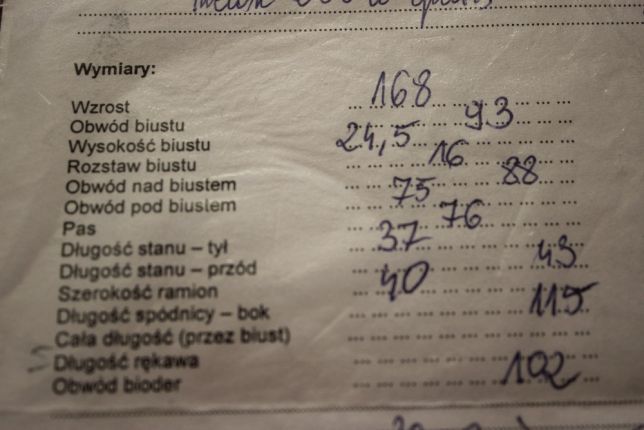 Wymiary:
Wzrost 168
Obwód biustu 93
Wysokość biustu 24,5
Rozstaw biustu 16
Obwód nad biustem 88
Obwód pod biustem 75
Pas 76
Długość stanu – tył 37
Długość stanu – przód 43
Szerokość ramion 40
Długość spódnicy – bok 115
Cała długość (przez biust)
Długość rękawa
Obwód bioder 102